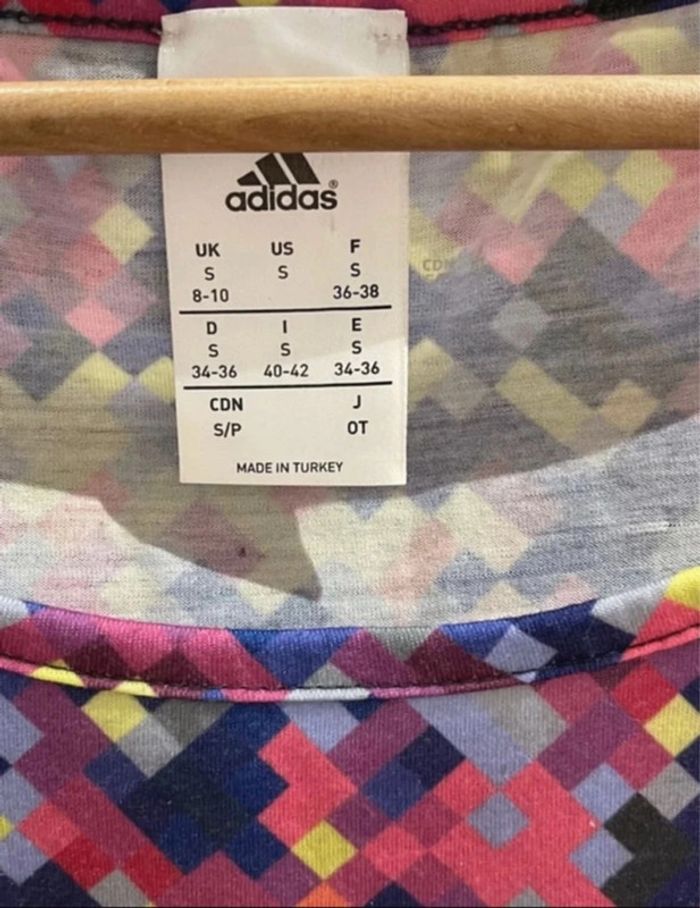 adidas®
UK US F
S S S
8-10 36-38
D I E
S S S
34-36 40-42 34-36
CDN J
S/P OT
MADE IN TURKEY